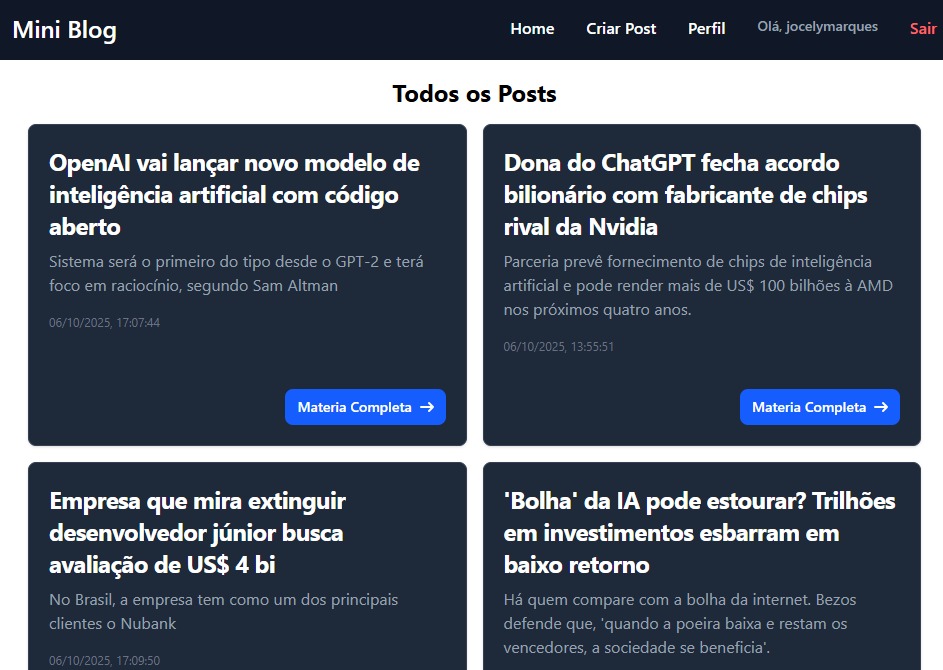 Mini Blog
Home
Criar Post
Perfil
Olá, jocelymarques
Sair
Todos os Posts
OpenAI vai lançar novo modelo de
inteligência artificial com código
aberto
Sistema será o primeiro do tipo desde o GPT-2 e terá
foco em raciocínio, segundo Sam Altman
06/10/2025, 17:07:44
Materia Completa →
Dona do ChatGPT fecha acordo
bilionário com fabricante de chips
rival da Nvidia
Parceria prevê fornecimento de chips de inteligência
artificial e pode render mais de US$ 100 bilhões à AMD
nos próximos quatro anos.
06/10/2025, 13:55:51
Materia Completa →
Empresa que mira extinguir
desenvolvedor júnior busca
avaliação de US$ 4 bi
No Brasil, a empresa tem como um dos principais
clientes o Nubank
06/10/2025, 17:09:50
'Bolha' da IA pode estourar? Trilhões
em investimentos esbarram em
baixo retorno
Há quem compare com a bolha da internet. Bezos
defende que, 'quando a poeira baixa e restam os
vencedores, a sociedade se beneficia'.